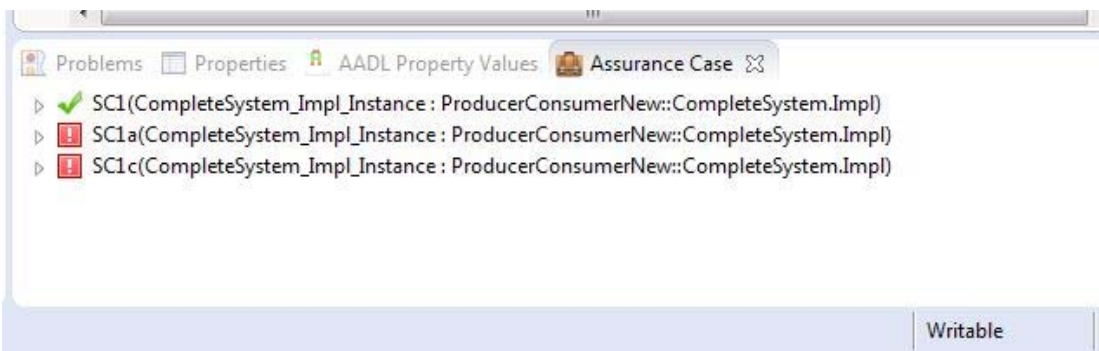 Problems Properties AADL Property Values Assurance Case
SC1(CompleteSystem_Impl_Instance : ProducerConsumerNew::CompleteSystem.Impl)
SC1a(CompleteSystem_Impl_Instance : ProducerConsumerNew::CompleteSystem.Impl)
SC1c(CompleteSystem_Impl_Instance : ProducerConsumerNew::CompleteSystem.Impl)
Writable